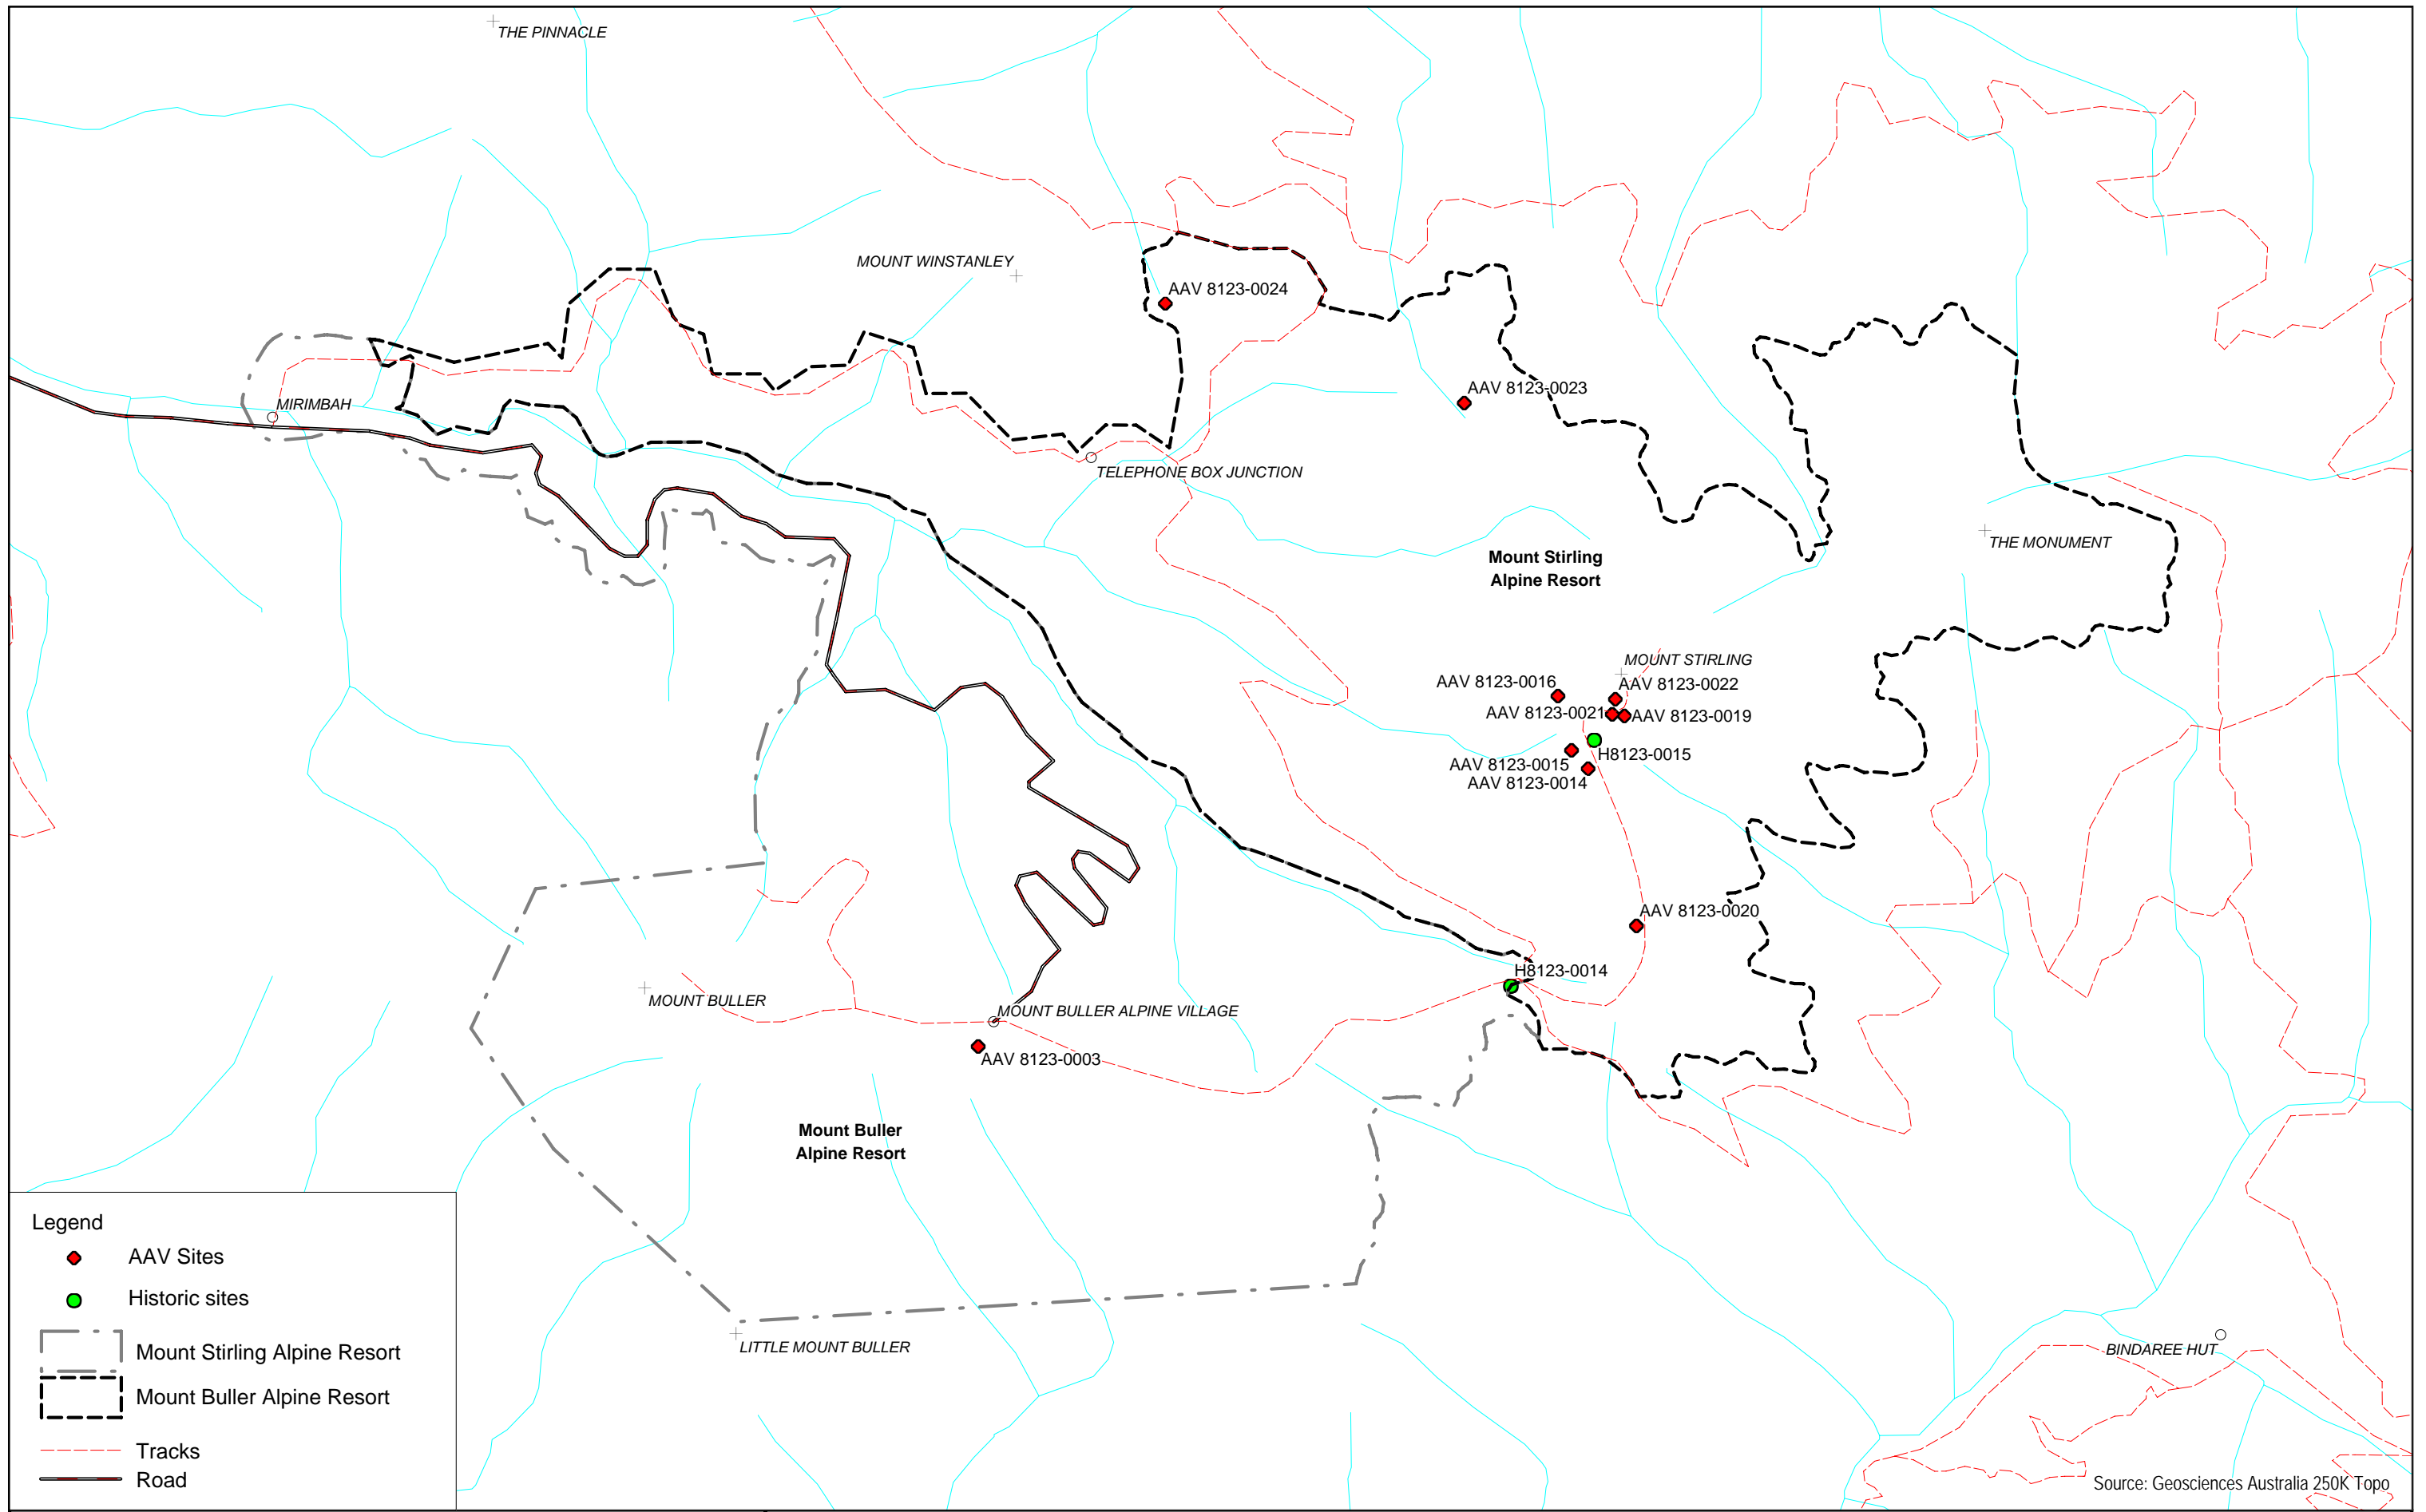 THE PINNACLE
MOUNT WINSTANLEY
AAV 8123-0024
AAV 8123-0023
MIRIMBAH
TELEPHONE BOX JUNCTION
THE MONUMENT
Mount Stirling
Alpine Resort
MOUNT STIRLING
AAV 8123-0016
AAV 8123-0022
AAV 8123-0021
AAV 8123-0019
H8123-0015
AAV 8123-0015
AAV 8123-0014
AAV 8123-0020
H8123-0014
MOUNT BULLER
MOUNT BULLER ALPINE VILLAGE
AAV 8123-0003
Mount Buller
Alpine Resort
LITTLE MOUNT BULLER
BINDAREE HUT
Legend
AAV Sites
Historic sites
Mount Stirling Alpine Resort
Mount Buller Alpine Resort
Tracks
Road
Source: Geosciences Australia 250K Topo